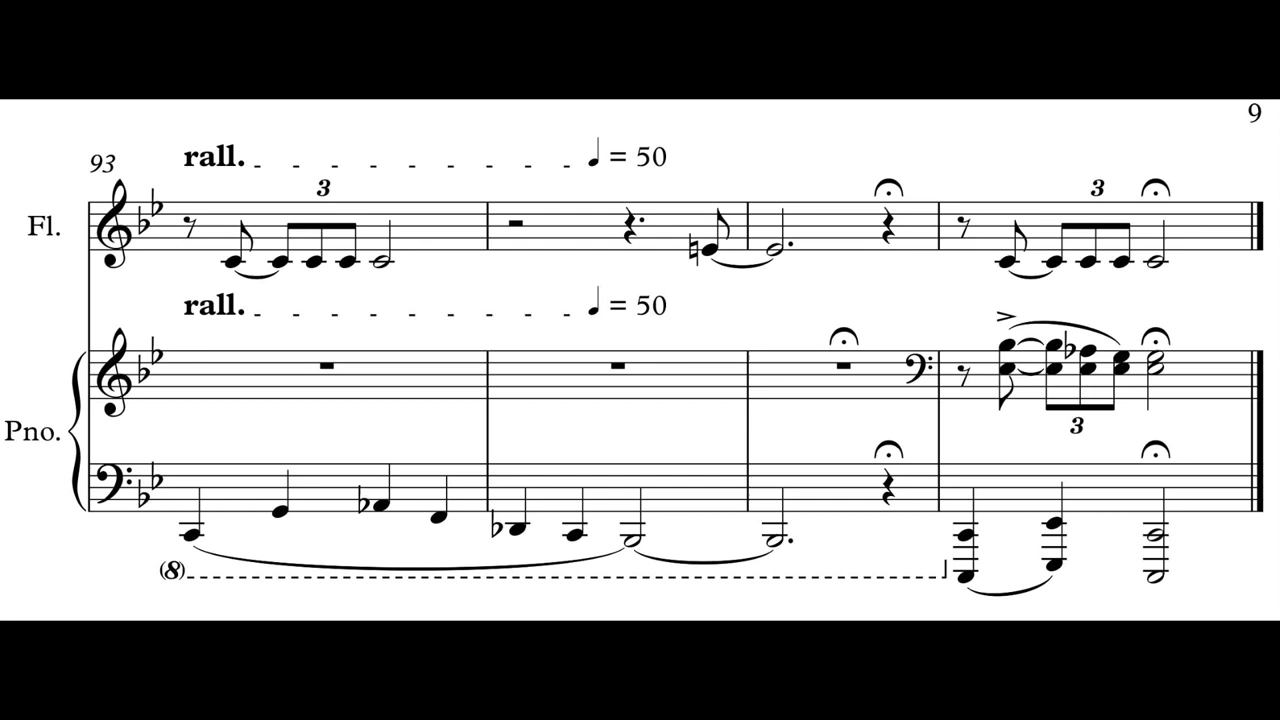 9
93 rall. ♩ = 50
3 3
Fl.
rall. ♩ = 50
Pno.
3
(8)